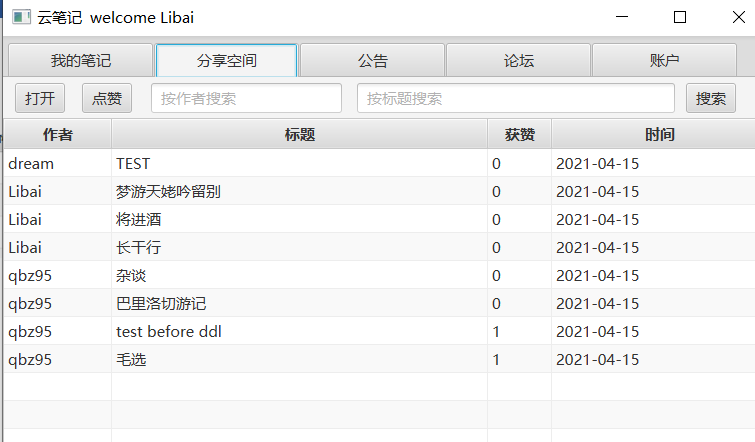 云笔记 welcome Libai
我的笔记 分享空间 公告 论坛 账户
打开 点赞 按作者搜索 按标题搜索 搜索
作者 标题 获赞 时间
dream TEST 0 2021-04-15
Libai 梦游天姥吟留别 0 2021-04-15
Libai 将进酒 0 2021-04-15
Libai 长干行 0 2021-04-15
qbz95 杂谈 0 2021-04-15
qbz95 巴里洛切游记 0 2021-04-15
qbz95 test before ddl 1 2021-04-15
qbz95 毛选 1 2021-04-15